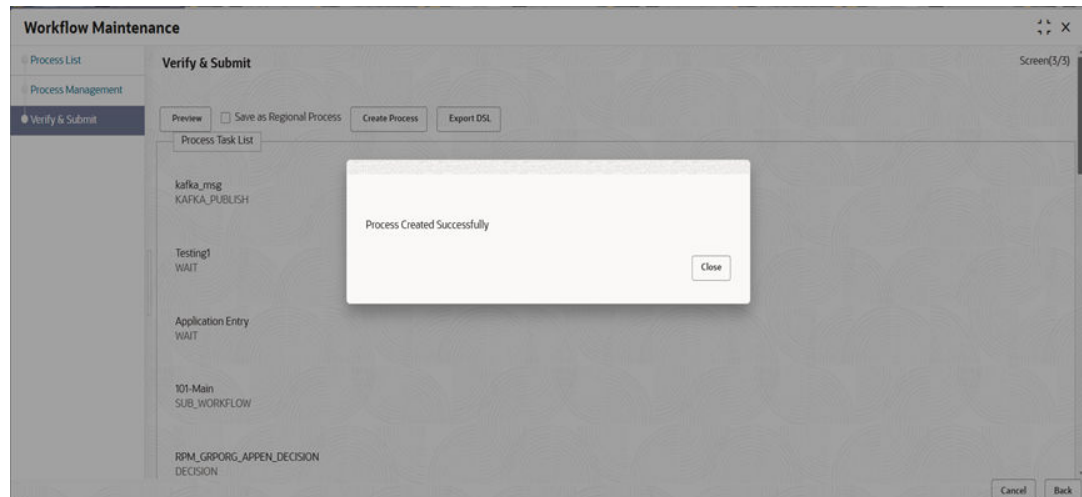 Workflow Maintenance
Process List
Process Management
Verify & Submit
Verify & Submit
Screen(3/3)
Preview
Save as Regional Process
Create Process
Export DSL
Process Task List
kafka_msg
KAFKA_PUBLISH
Testing1
WAIT
Application Entry
WAIT
101-Main
SUB_WORKFLOW
RPM_GRPORG_APPEN_DECISION
DECISION
Process Created Successfully
Close
Cancel
Back